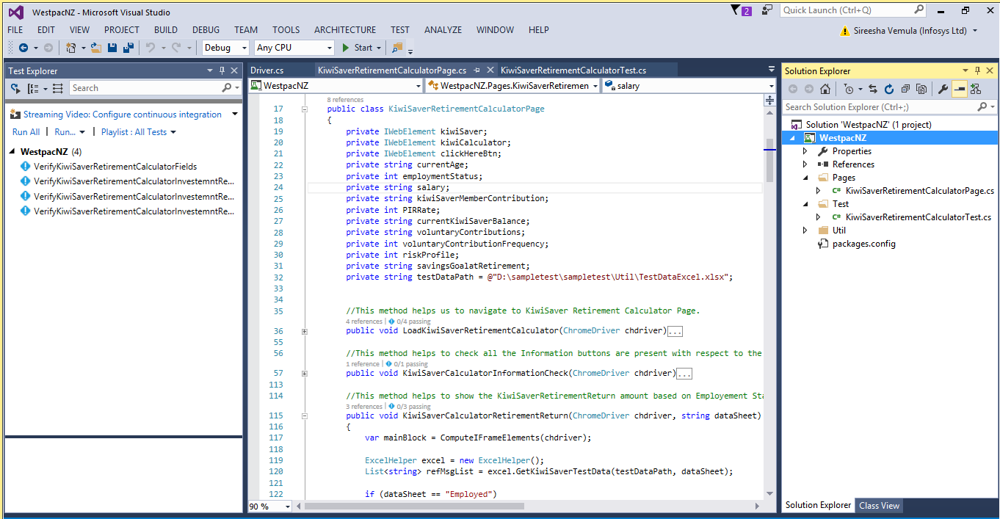 WestpacNZ - Microsoft Visual Studio
2
Quick Launch (Ctrl+Q)
FILE EDIT VIEW PROJECT BUILD DEBUG TEAM TOOLS ARCHITECTURE TEST ANALYZE WINDOW HELP
Sireesha Vemula (Infosys Ltd)
Debug Any CPU Start
Test Explorer
Search
Streaming Video: Configure continuous integration
Run All | Run... | Playlist : All Tests
WestpacNZ (4)
VerifyKiwiSaverRetirementCalculatorFields
VerifyKiwiSaverRetirementCalculatorInvestemntRe...
VerifyKiwiSaverRetirementCalculatorInvestemntRe...
VerifyKiwiSaverRetirementCalculatorInvestemntRe...
Driver.cs KiwiSaverRetirementCalculatorPage.cs KiwiSaverRetirementCalculatorTest.cs
WestpacNZ WestpacNZ.Pages.KiwiSaverRetiremen salary
8 references
17 public class KiwiSaverRetirementCalculatorPage
18 {
19 private IWebElement kiwiSaver;
20 private IWebElement kiwiCalculator;
21 private IWebElement clickHereBtn;
22 private string currentAge;
23 private int employmentStatus;
24 private string salary;
25 private string kiwiSaverMemberContribution;
26 private int PIRRate;
27 private string currentKiwiSaverBalance;
28 private string voluntaryContributions;
29 private int voluntaryContributionFrequency;
30 private int riskProfile;
31 private string savingsGoalatRetirement;
32 private string testDataPath = @"D:\sampletest\sampletest\Util\TestDataExcel.xlsx";
33
34
35 //This method helps us to navigate to KiwiSaver Retirement Calculator Page.
4 references | 0/4 passing
36 public void LoadKiwiSaverRetirementCalculator(ChromeDriver chdriver)...
55
56 //This method helps to check all the Information buttons are present with respect to the
1 reference | 0/1 passing
57 public void KiwiSaverCalculatorInformationCheck(ChromeDriver chdriver)...
113
114 //This method helps to show the KiwiSaverRetirementReturn amount based on Employement Sta
3 references | 0/3 passing
115 public void KiwiSaverCalculatorRetirementReturn(ChromeDriver chdriver, string dataSheet)
116 {
117 var mainBlock = ComputeIFrameElements(chdriver);
118
119 ExcelHelper excel = new ExcelHelper();
120 List<string> refMsgList = excel.GetKiwiSaverTestData(testDataPath, dataSheet);
121
122 if (dataSheet == "Employed")
90 %
Solution Explorer
Search Solution Explorer (Ctrl+;)
Solution 'WestpacNZ' (1 project)
WestpacNZ
Properties
References
Pages
C# KiwiSaverRetirementCalculatorPage.cs
Test
C# KiwiSaverRetirementCalculatorTest.cs
Util
packages.config
Solution Explorer Class View